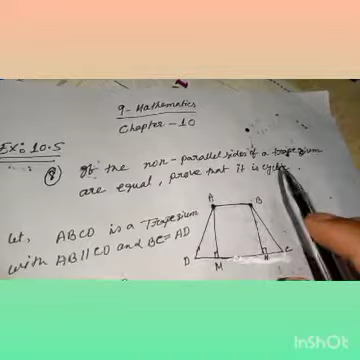 9- Mathematics
Chapter -10
Ex: 10.5
8 If the non-parallel sides of a Trapezium
are equal, prove that it is cyclic.
Let, ABCD is a Trapezium
with AB||CD and BC=AD
A B
D M N C
InShOt